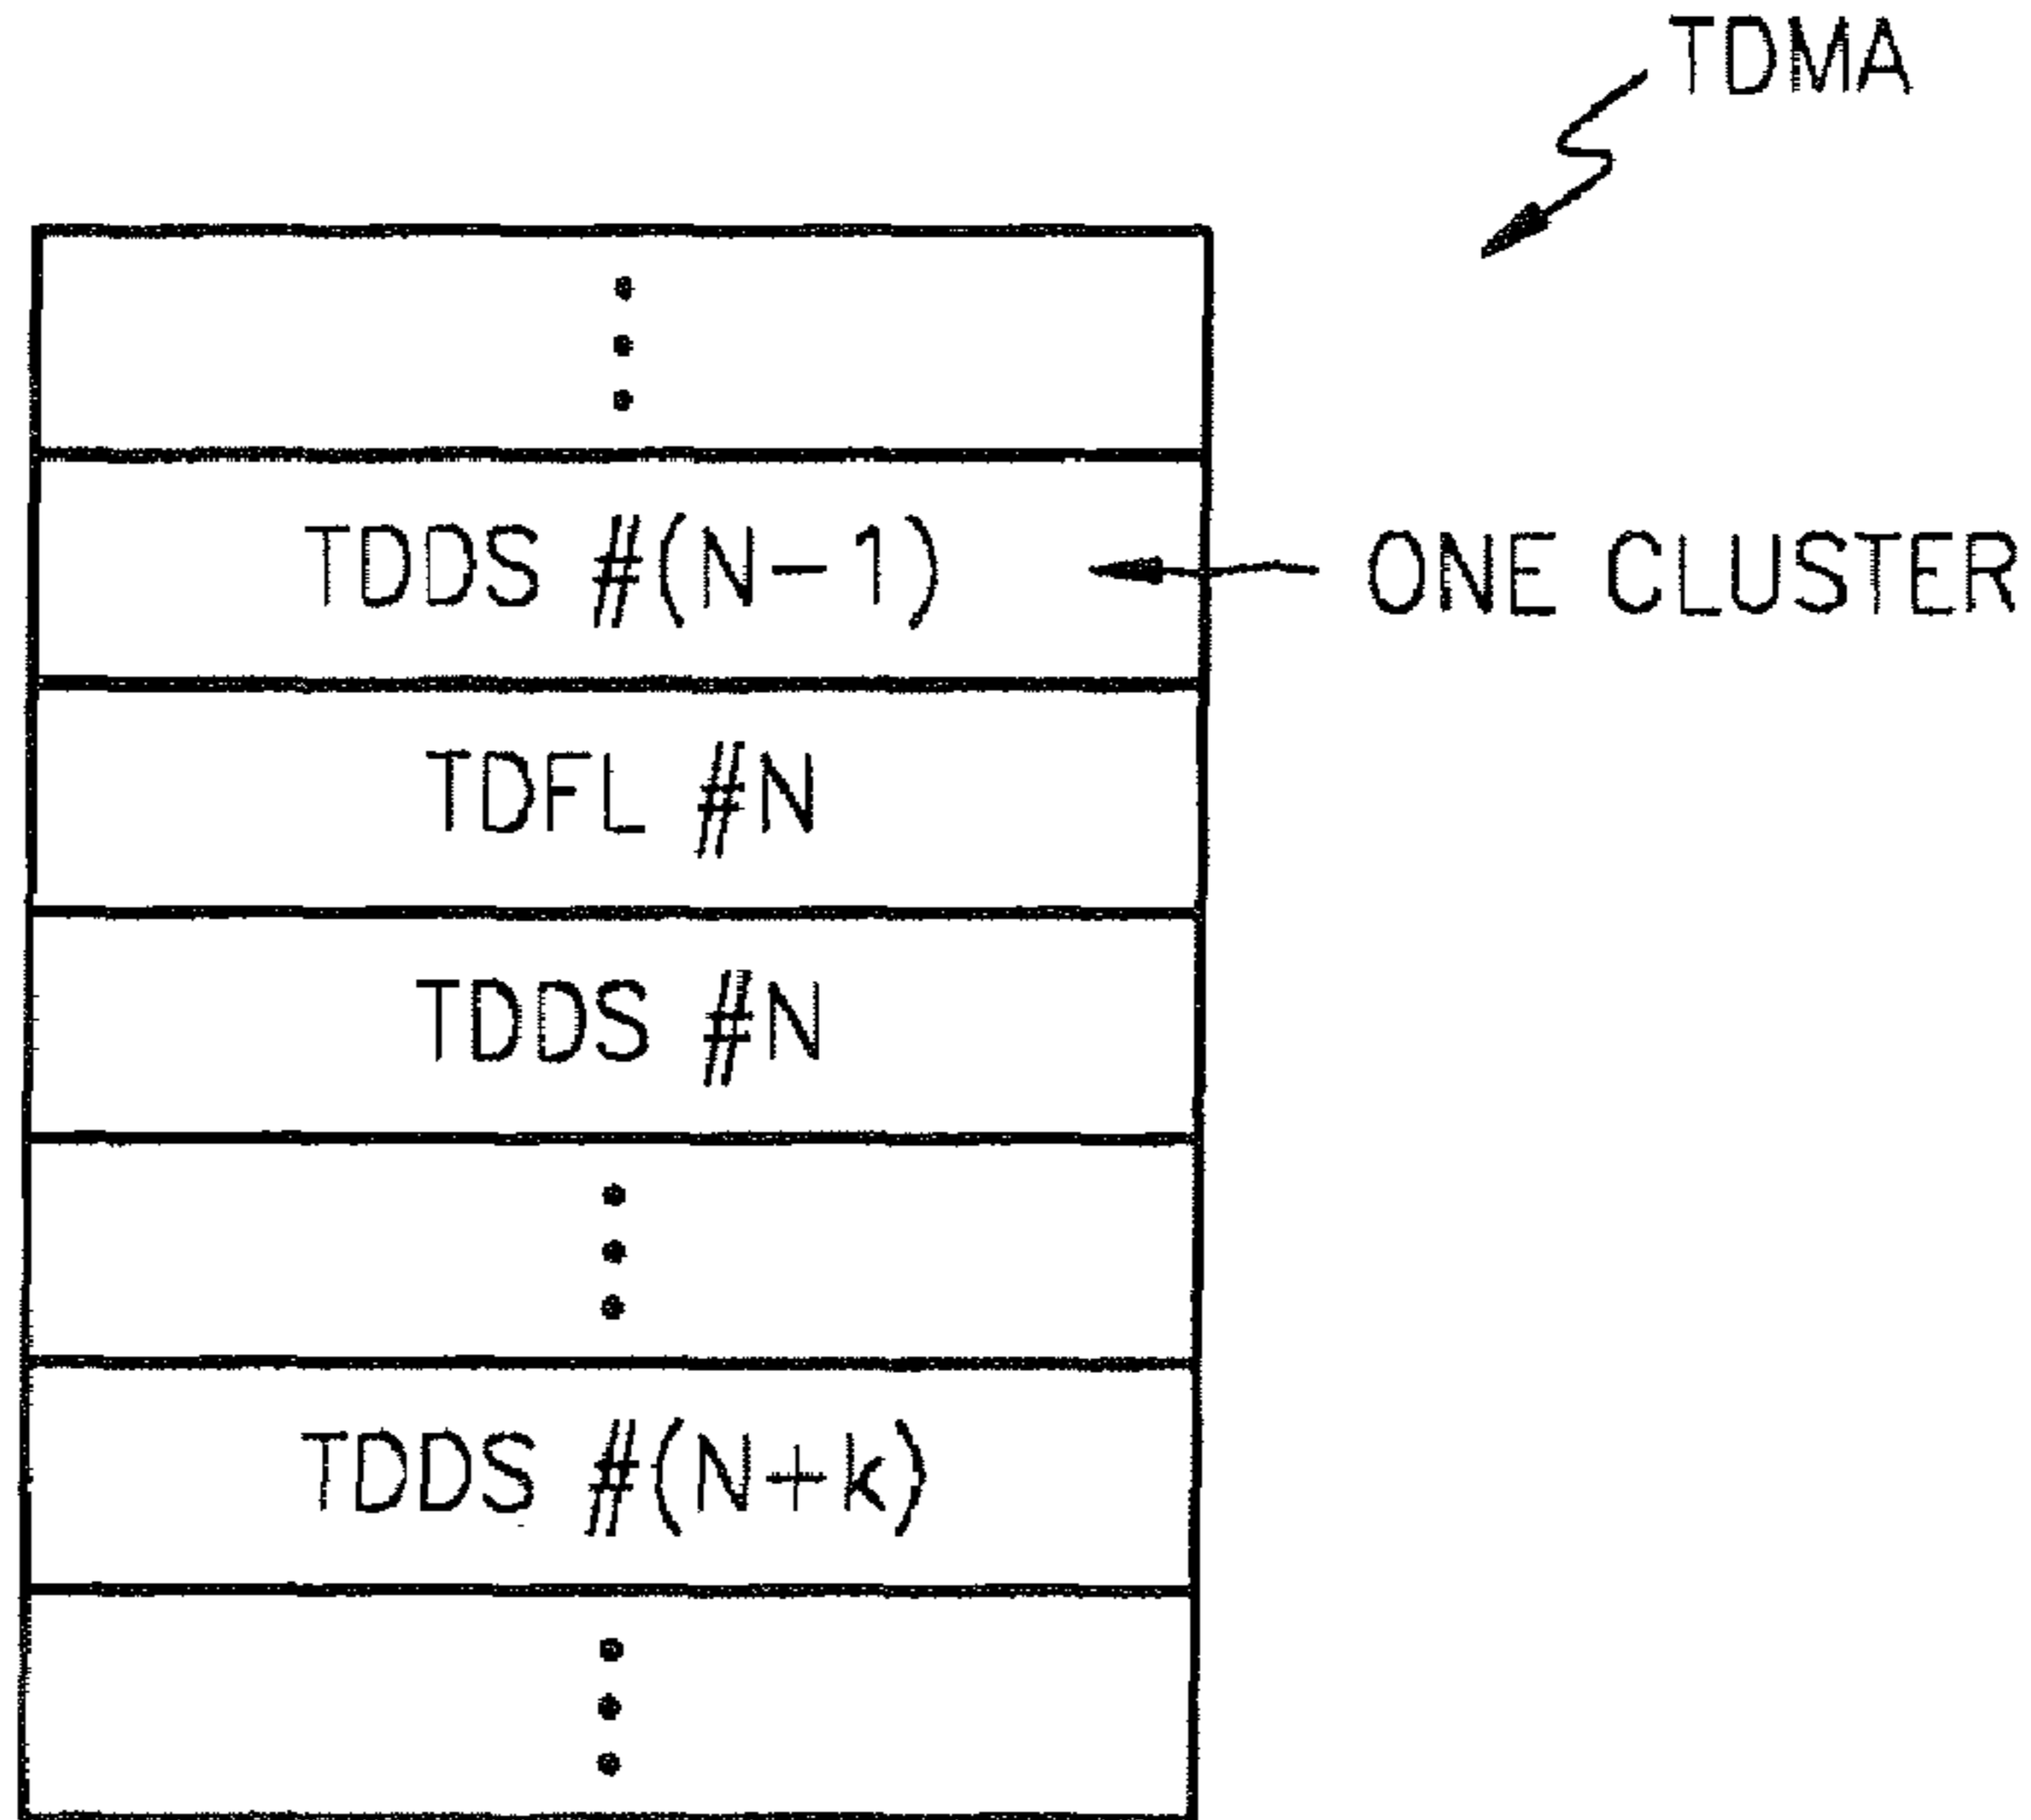 TDMA
TDDS #(N-1)
ONE CLUSTER
TDFL #N
TDDS #N
TDDS #(N+k)